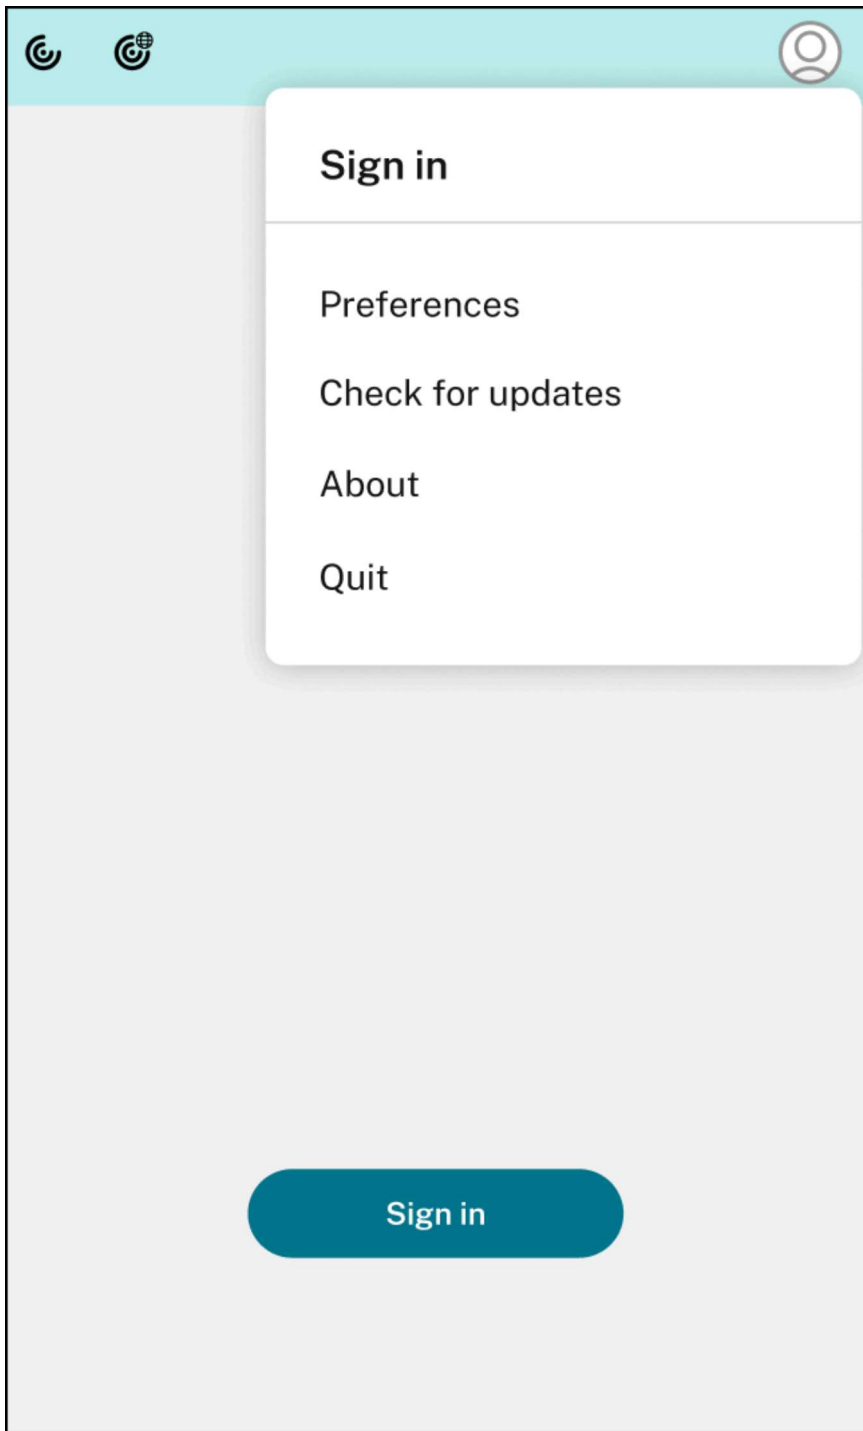 Sign in
Preferences
Check for updates
About
Quit
Sign in